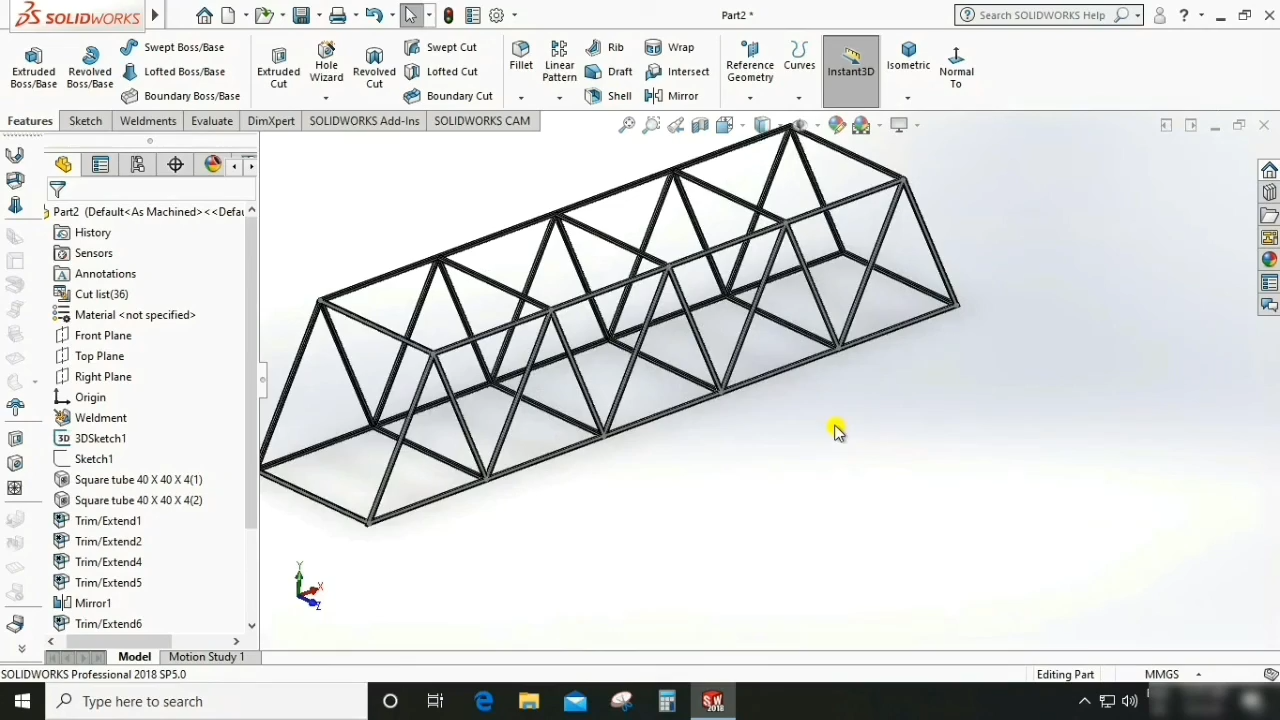 SOLIDWORKS
Part2 *
Search SOLIDWORKS Help
?
Extruded Boss/Base
Revolved Boss/Base
Swept Boss/Base
Lofted Boss/Base
Boundary Boss/Base
Extruded Cut
Hole Wizard
Revolved Cut
Swept Cut
Lofted Cut
Boundary Cut
Fillet
Linear Pattern
Rib
Draft
Shell
Wrap
Intersect
Mirror
Reference Geometry
Curves
Instant3D
Isometric
Normal To
Features
Sketch
Weldments
Evaluate
DimXpert
SOLIDWORKS Add-Ins
SOLIDWORKS CAM
Part2 (Default<As Machined><<Defau
History
Sensors
Annotations
Cut list(36)
Material <not specified>
Front Plane
Top Plane
Right Plane
Origin
Weldment
3D 3DSketch1
Sketch1
Square tube 40 X 40 X 4(1)
Square tube 40 X 40 X 4(2)
Trim/Extend1
Trim/Extend2
Trim/Extend4
Trim/Extend5
Mirror1
Trim/Extend6
Y
X
Z
Model
Motion Study 1
SOLIDWORKS Professional 2018 SP5.0
Editing Part
MMGS
Type here to search
SW
2018